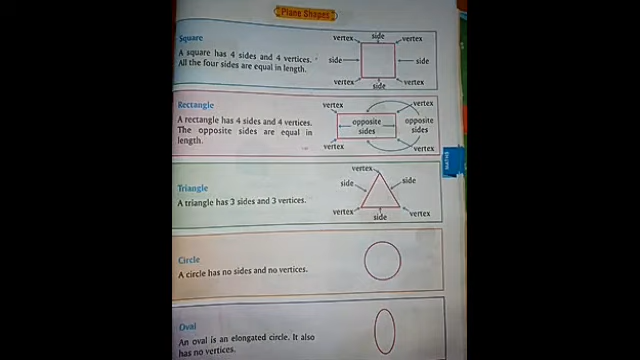 Plane Shapes
Square
A square has 4 sides and 4 vertices.
All the four sides are equal in length.
vertex side vertex
side side
vertex side vertex
Rectangle
A rectangle has 4 sides and 4 vertices.
The opposite sides are equal in
length.
vertex vertex
opposite sides
opposite sides
vertex vertex
Triangle
A triangle has 3 sides and 3 vertices.
vertex
side side
vertex side vertex
Circle
A circle has no sides and no vertices.
Oval
An oval is an elongated circle. It also
has no vertices.